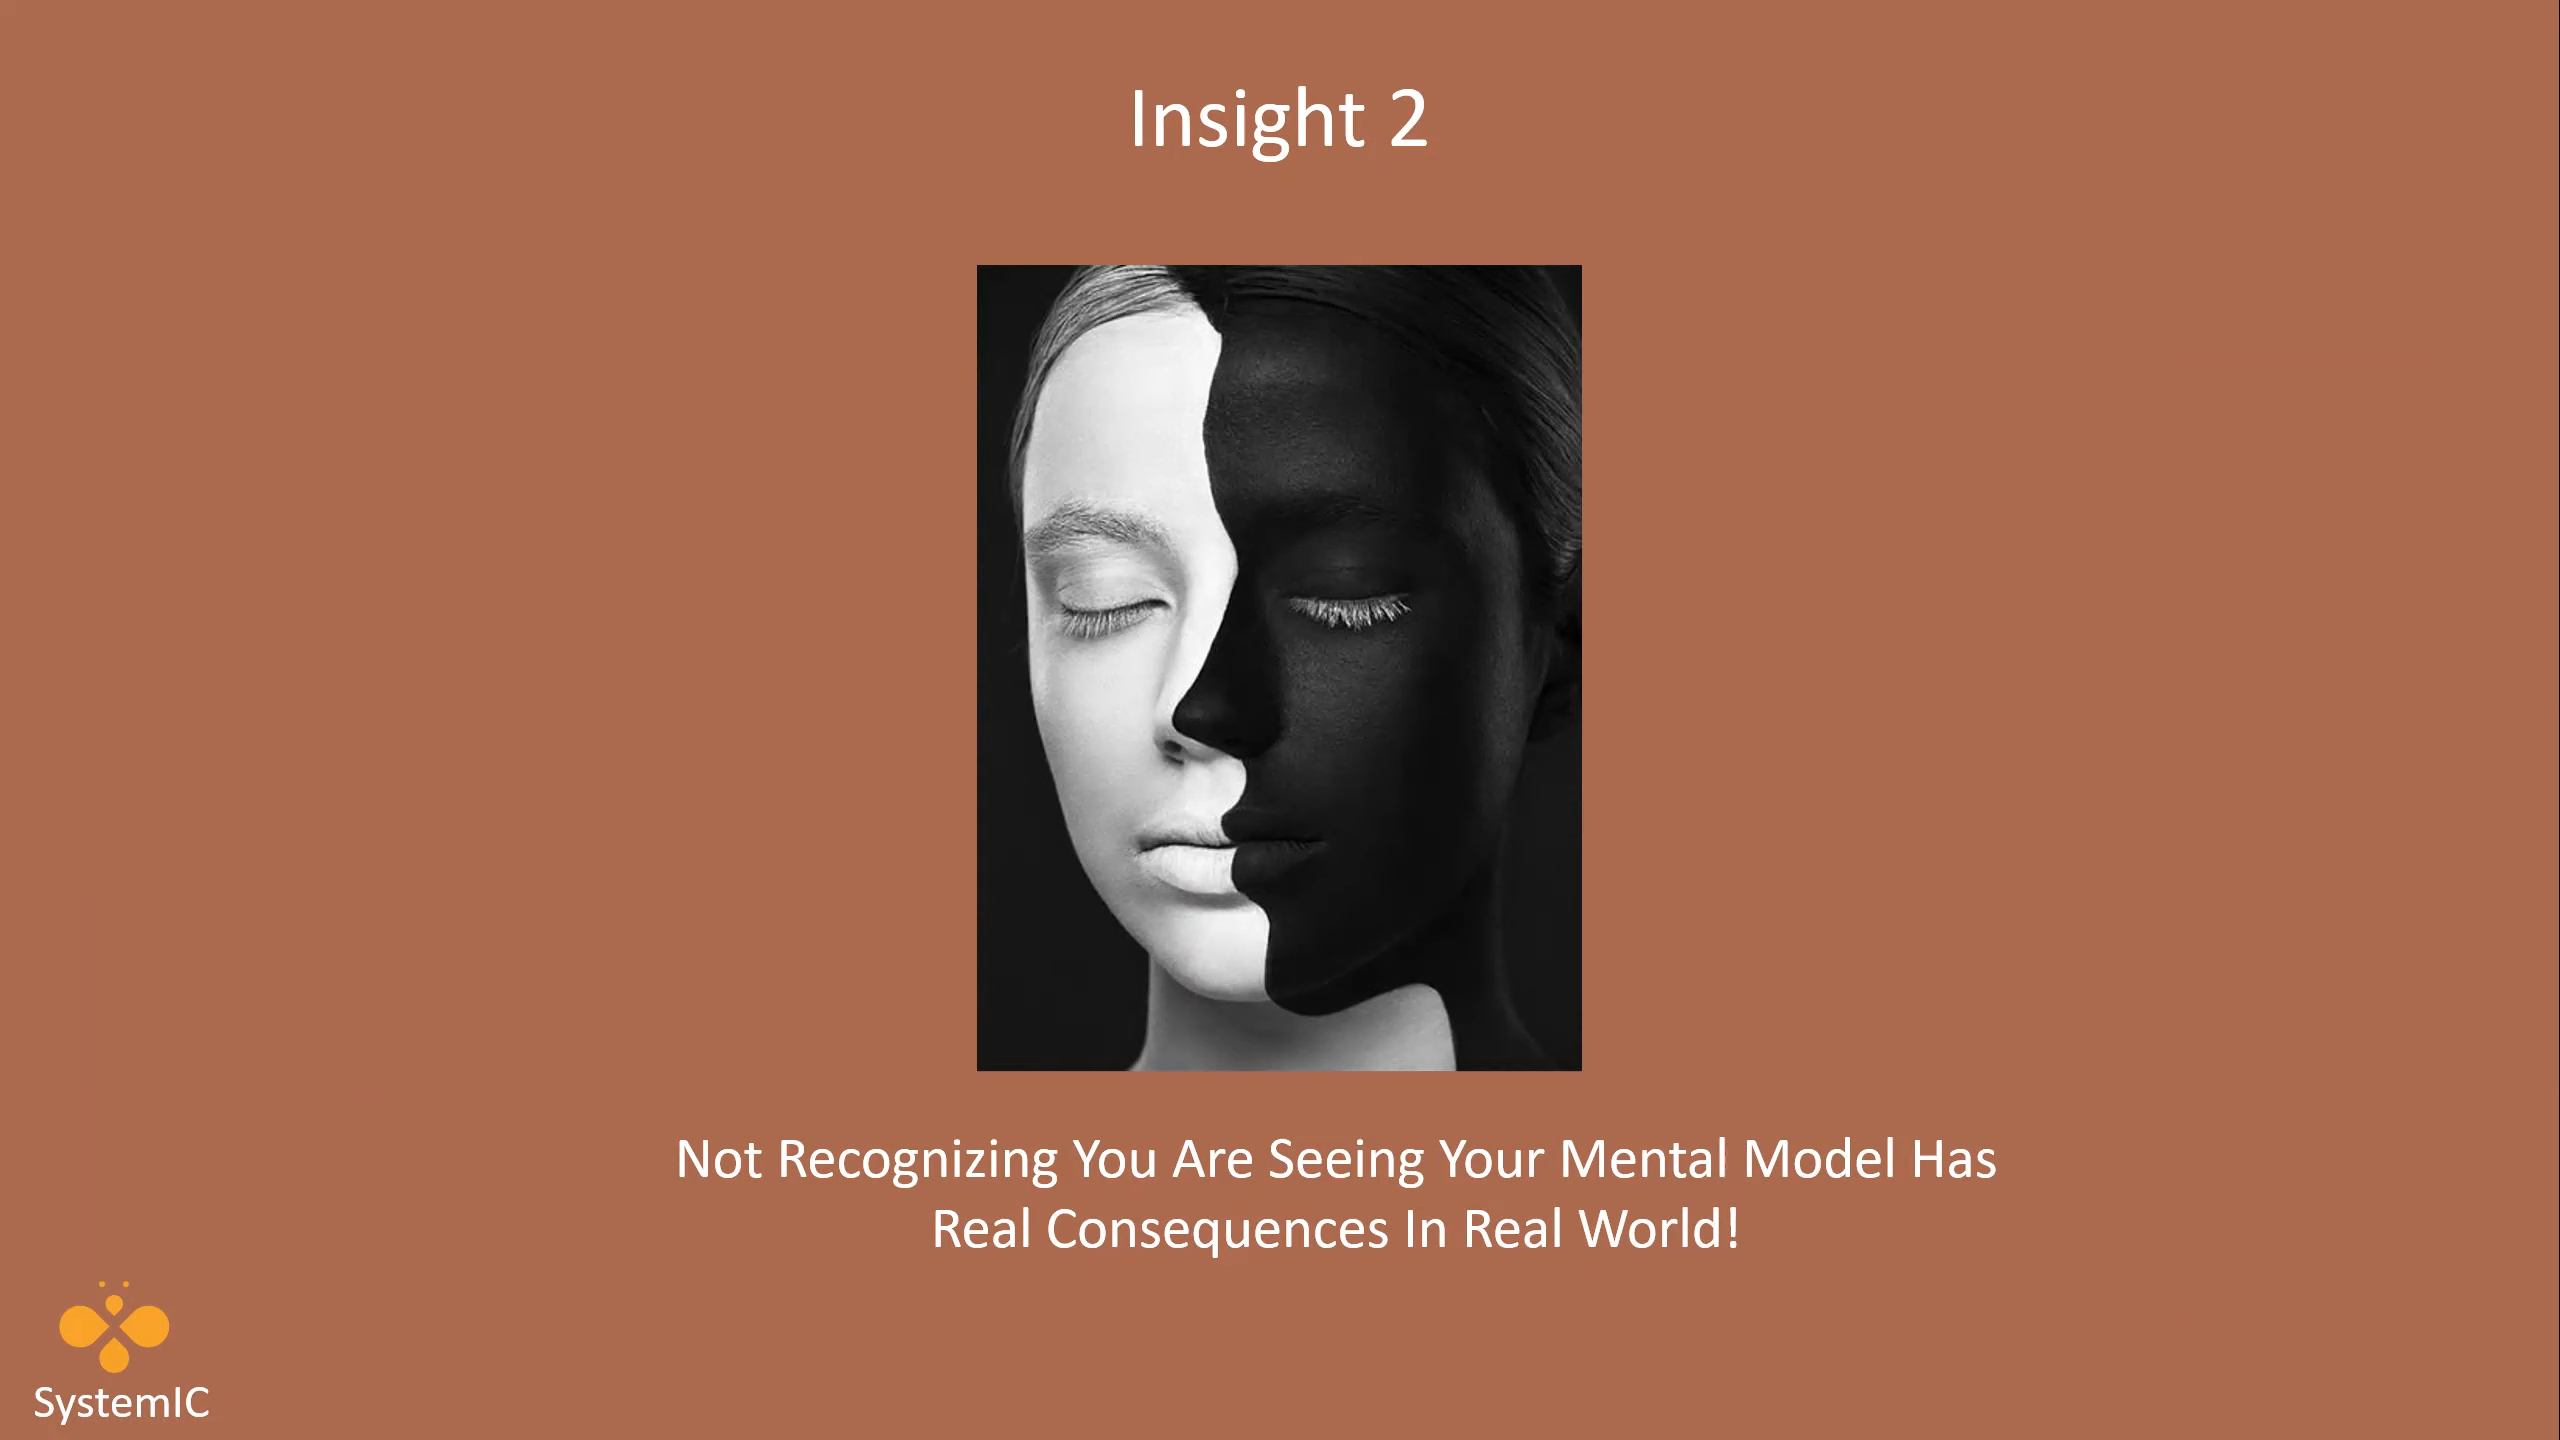 Insight 2
Not Recognizing You Are Seeing Your Mental Model Has
Real Consequences In Real World!
SystemIC